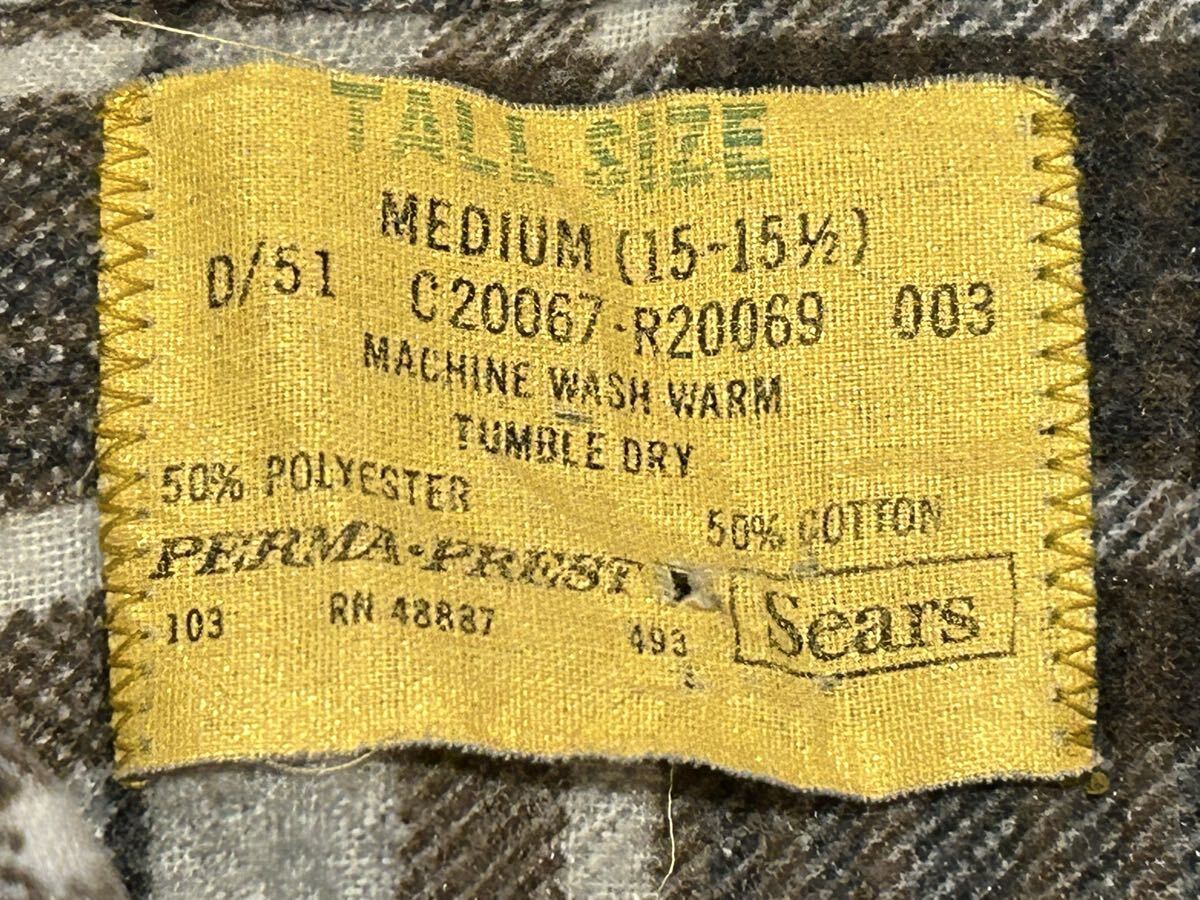 TALL SIZE
MEDIUM (15-15½)
D/51 C20067-R20069 003
MACHINE WASH WARM
TUMBLE DRY
50% POLYESTER 50% COTTON
PERMA-PREST Sears
103 RN 48887 493